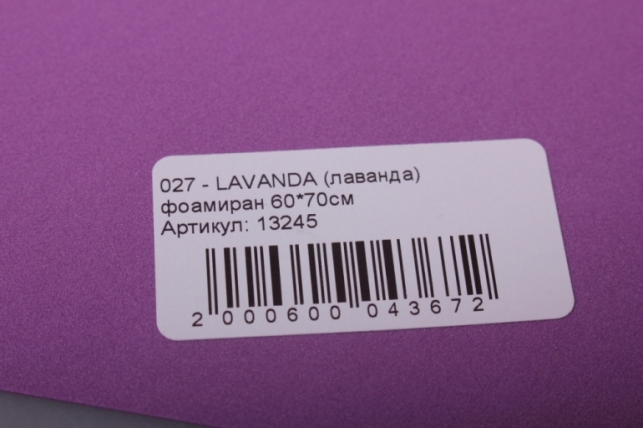 027 - LAVANDA (лаванда)
фоамиран 60*70см
Артикул: 13245
2 000600 043672